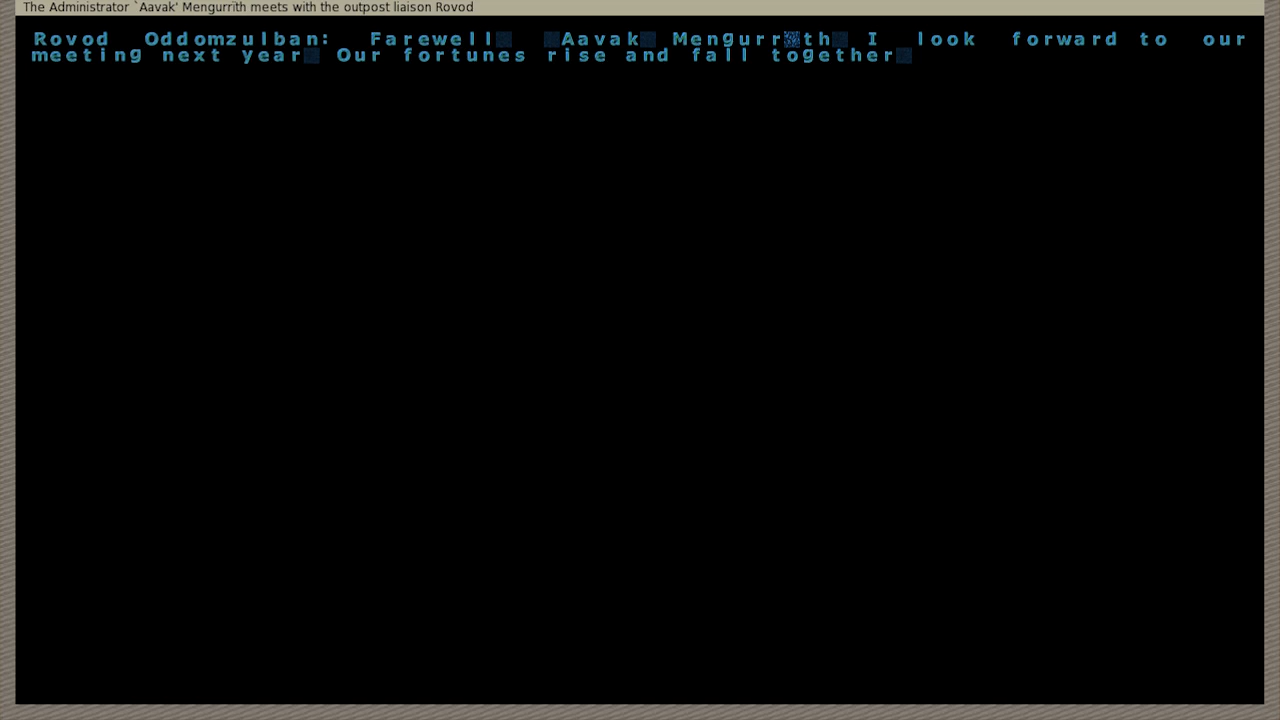 The Administrator `Aavak' Mengurrïth meets with the outpost liaison Rovod
Rovod Oddomzulban: Farewell Aavak Mengurr th I look forward to our
meeting next year Our fortunes rise and fall together